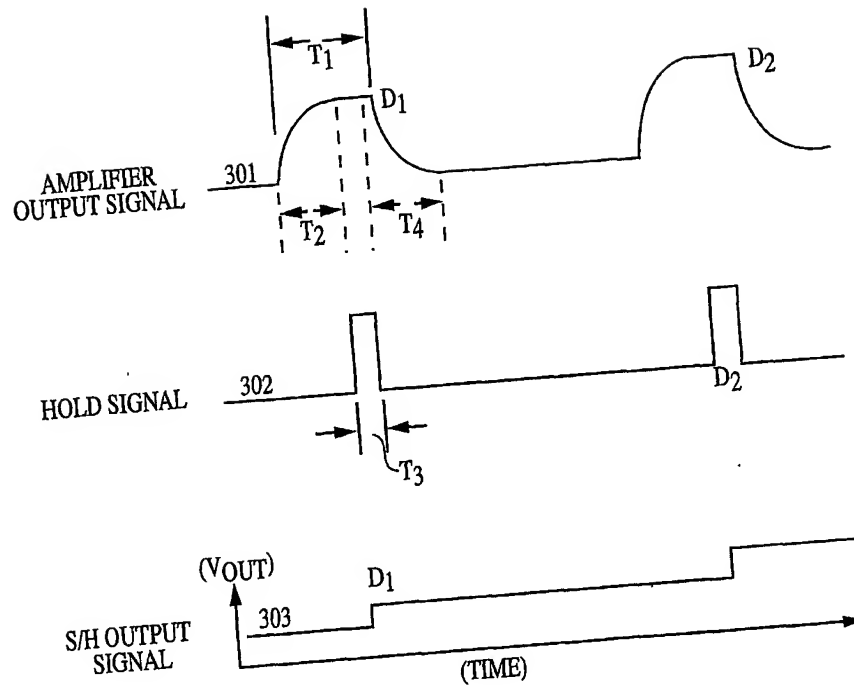 T1
D1
D2
301
AMPLIFIER
OUTPUT SIGNAL
T2
T4
302
HOLD SIGNAL
D2
T3
(VOUT)
D1
303
S/H OUTPUT
SIGNAL
(TIME)